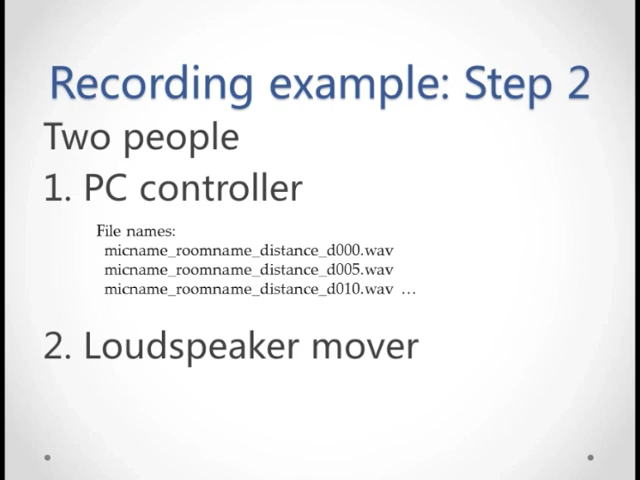 Recording example: Step 2
Two people
1. PC controller
File names:
micname_roomname_distance_d000.wav
micname_roomname_distance_d005.wav
micname_roomname_distance_d010.wav ...
2. Loudspeaker mover